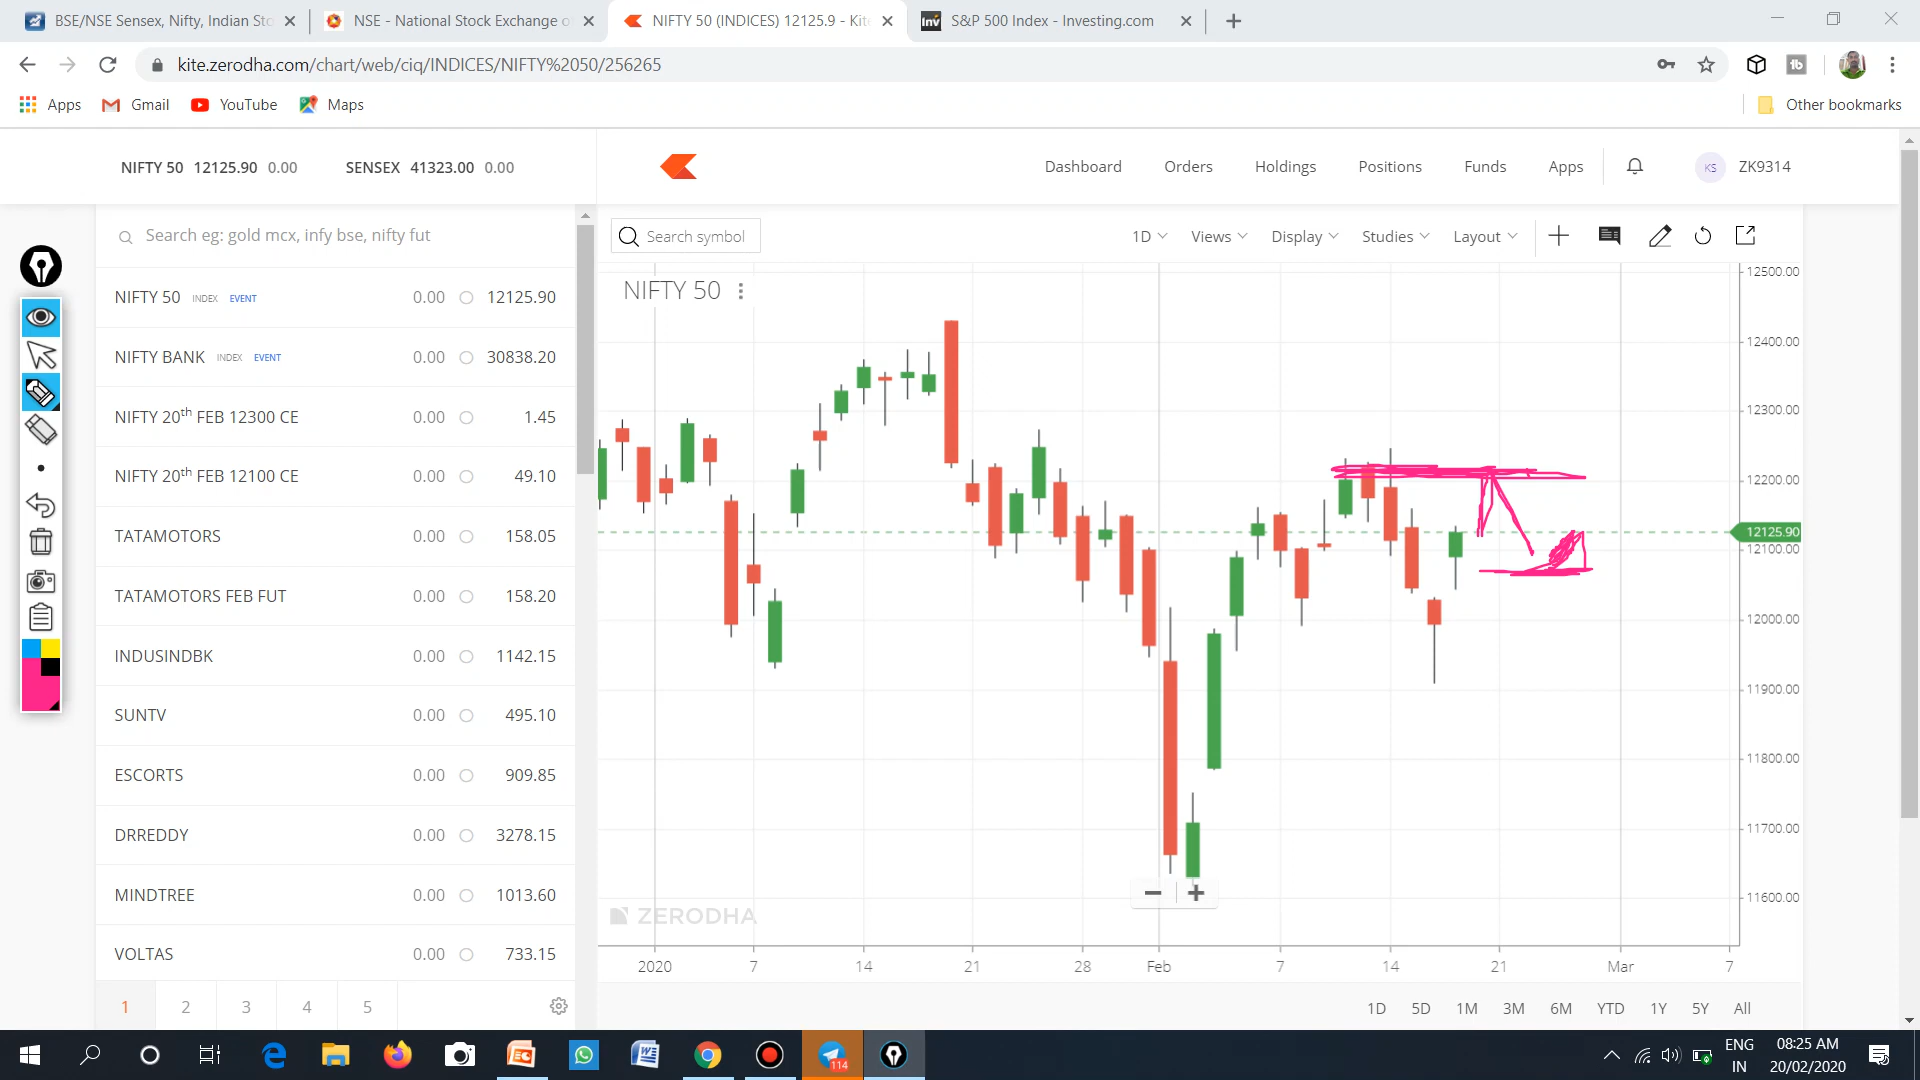 BSE/NSE Sensex, Nifty, Indian Sto
NSE - National Stock Exchange o
NIFTY 50 (INDICES) 12125.9 - Kite
Inv S&P 500 Index - Investing.com
kite.zerodha.com/chart/web/ciq/INDICES/NIFTY%2050/256265
Apps Gmail YouTube Maps Other bookmarks
NIFTY 50 12125.90 0.00 SENSEX 41323.00 0.00
Dashboard Orders Holdings Positions Funds Apps KS ZK9314
Search eg: gold mcx, infy bse, nifty fut
Search symbol 1D Views Display Studies Layout
NIFTY 50 INDEX EVENT 0.00 12125.90
NIFTY BANK INDEX EVENT 0.00 30838.20
NIFTY 20th FEB 12300 CE 0.00 1.45
NIFTY 20th FEB 12100 CE 0.00 49.10
TATAMOTORS 0.00 158.05
TATAMOTORS FEB FUT 0.00 158.20
INDUSINDBK 0.00 1142.15
SUNTV 0.00 495.10
ESCORTS 0.00 909.85
DRREDDY 0.00 3278.15
MINDTREE 0.00 1013.60
VOLTAS 0.00 733.15
1 2 3 4 5
NIFTY 50
12500.00
12400.00
12300.00
12200.00
12125.90
12100.00
12000.00
11900.00
11800.00
11700.00
11600.00
ZERODHA
2020 7 14 21 28 Feb 7 14 21 Mar 7
1D 5D 1M 3M 6M YTD 1Y 5Y All
114
ENG
IN
08:25 AM
20/02/2020